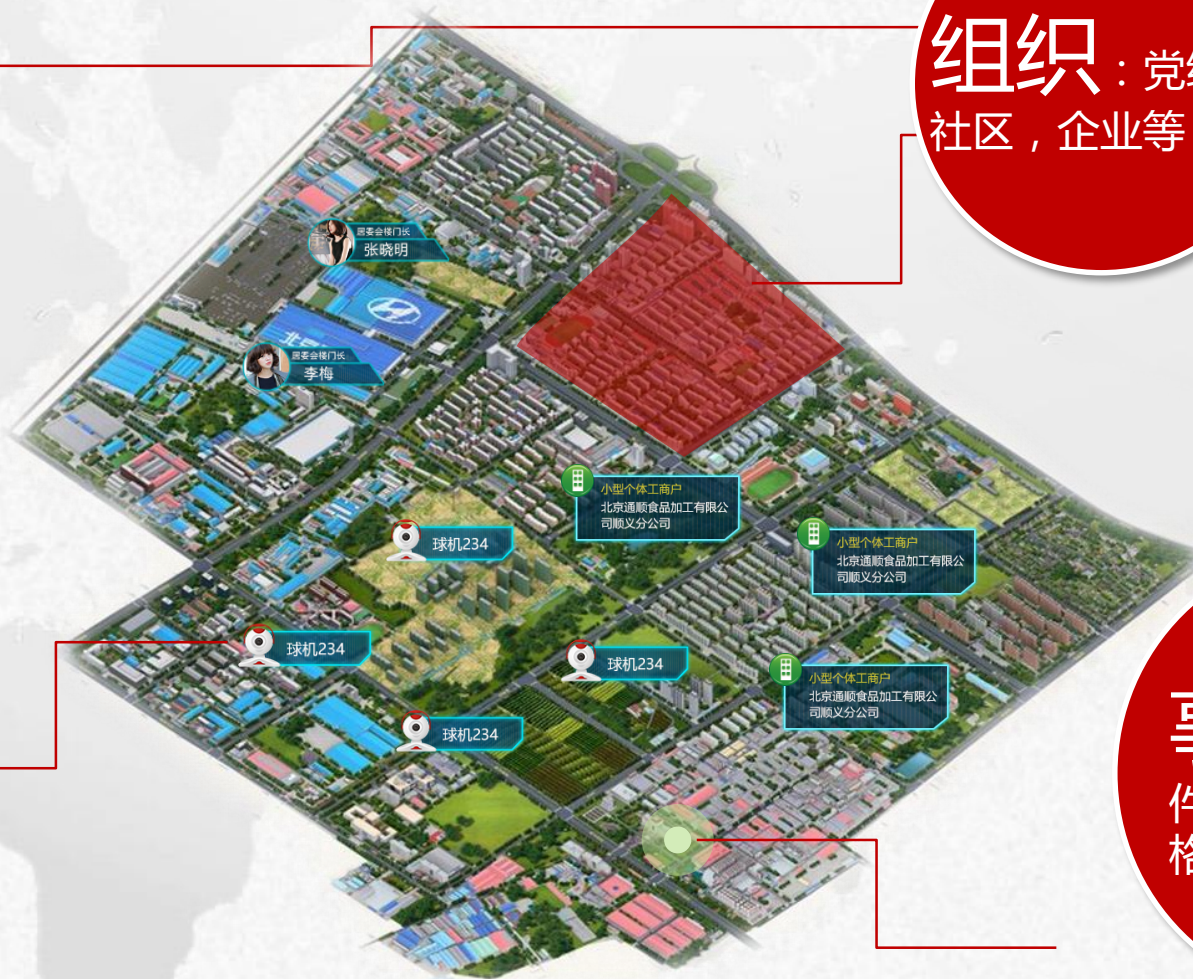 组织：党
社区，企业等
居委会楼门长
张晓明
北京
居委会楼门长
李梅
小型个体工商户
北京通顺食品加工有限公
司顺义分公司
球机234
小型个体工商户
北京通顺食品加工有限公
司顺义分公司
球机234
球机234
小型个体工商户
北京通顺食品加工有限公
司顺义分公司
球机234
事
件
格